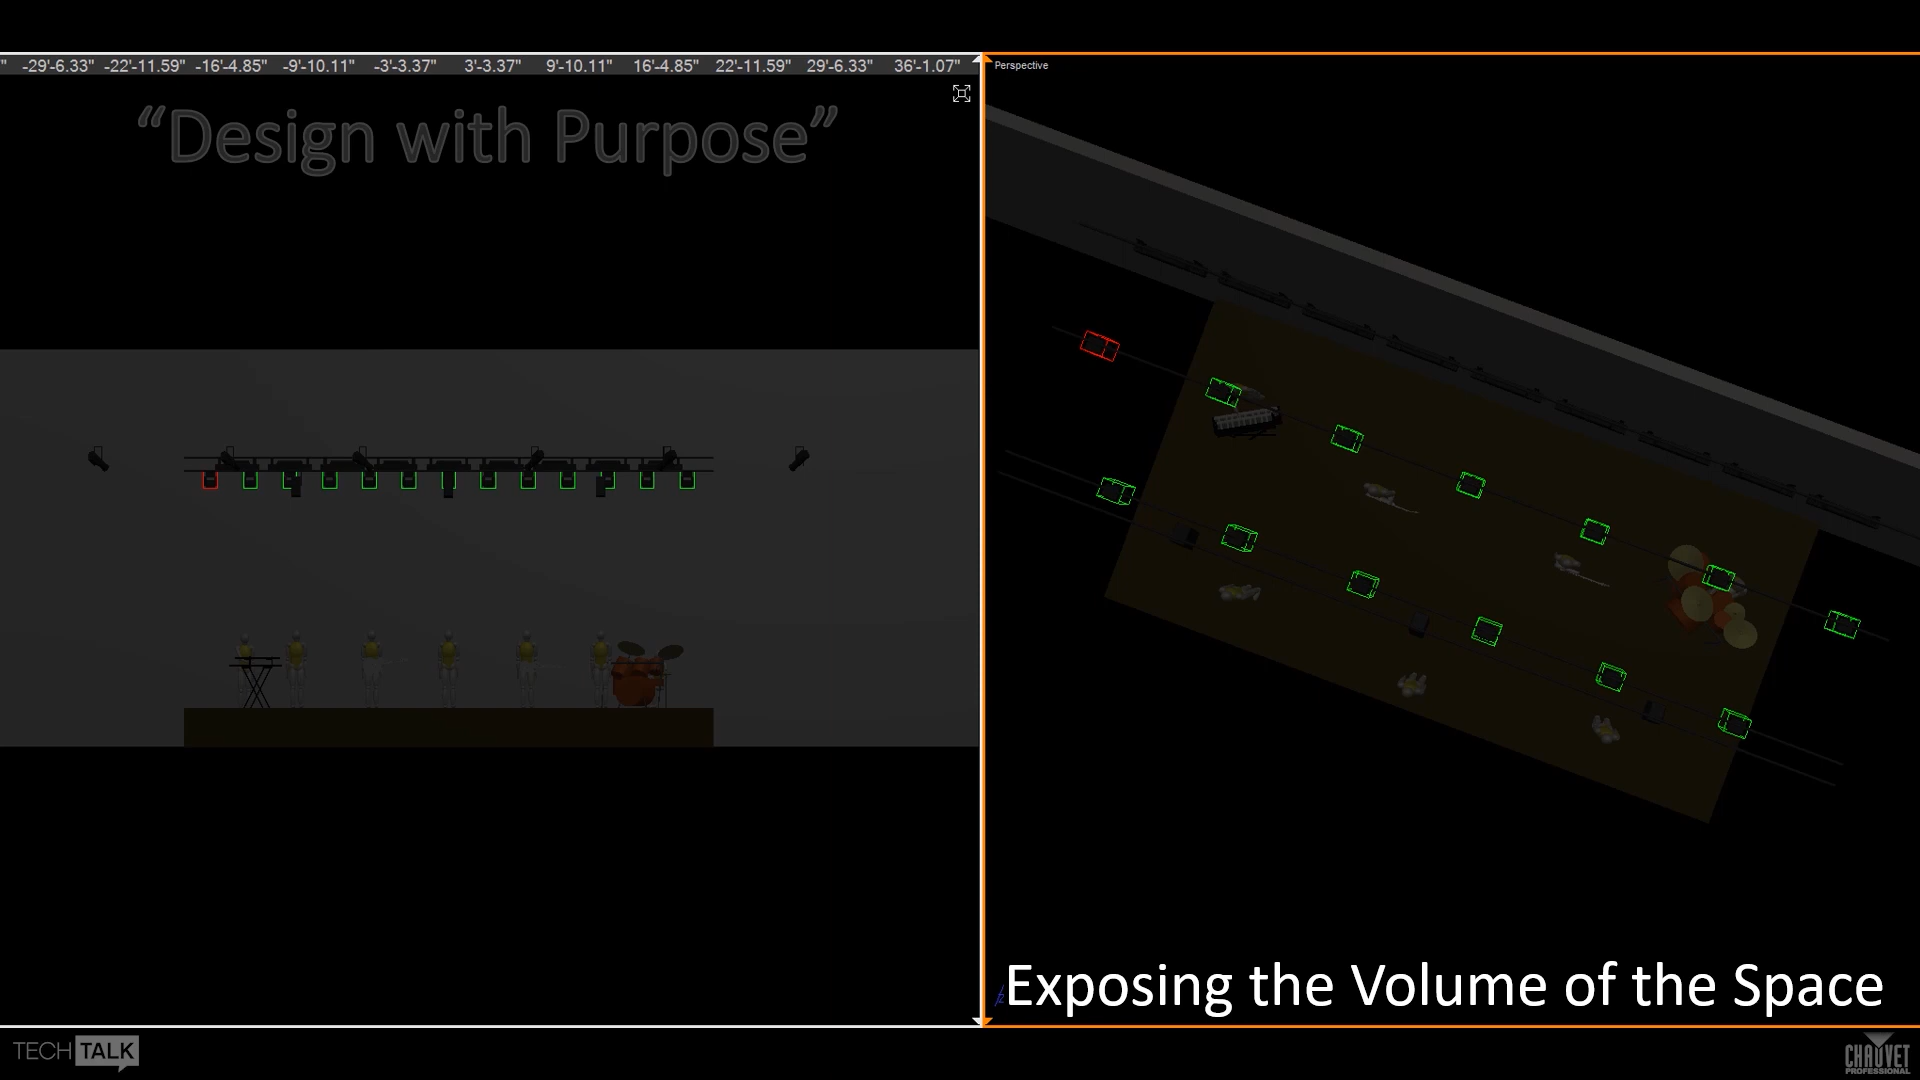 " -29'-6.33" -22'-11.59" -16'-4.85" -9'-10.11" -3'-3.37" 3'-3.37" 9'-10.11" 16'-4.85" 22'-11.59" 29'-6.33" 36'-1.07"
Perspective
“Design with Purpose”
Exposing the Volume of the Space
TECH TALK
CHAUVET
PROFESSIONAL